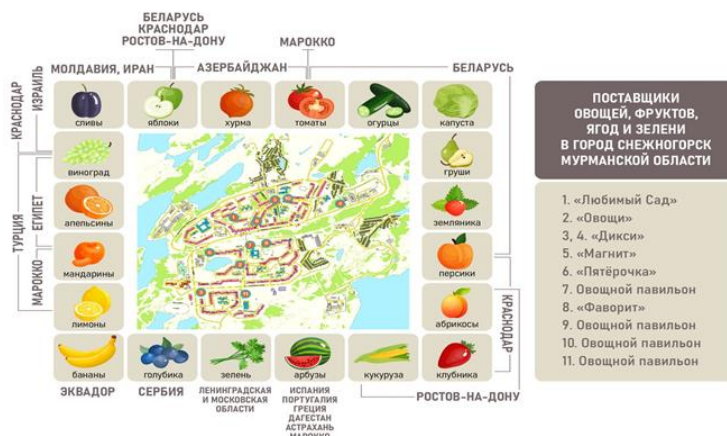 БЕЛАРУСЬ
КРАСНОДАР
РОСТОВ-НА-ДОНУ
МАРОККО
МОЛДАВИЯ, ИРАН
АЗЕРБАЙДЖАН
БЕЛАРУСЬ
КРАСНОДАР
ИЗРАИЛЬ
сливы
яблоки
хурма
томаты
огурцы
капуста
виноград
груши
ТУРЦИЯ
ЕГИПЕТ
апельсины
земляника
МАРОККО
мандарины
персики
лимоны
абрикосы
КРАСНОДАР
бананы
голубика
зелень
арбузы
кукуруза
клубника
ЭКВАДОР
СЕРБИЯ
ЛЕНИНГРАДСКАЯ
И МОСКОВСКАЯ
ОБЛАСТИ
ИСПАНИЯ
ПОРТУГАЛИЯ
ГРЕЦИЯ
ДАГЕСТАН
АСТРАХАНЬ
МАРОККО
РОСТОВ-НА-ДОНУ
ПОСТАВЩИКИ
ОВОЩЕЙ, ФРУКТОВ,
ЯГОД И ЗЕЛЕНИ
В ГОРОД СНЕЖНОГОРСК
МУРМАНСКОЙ ОБЛАСТИ
1. «Любимый Сад»
2. «Овощи»
3, 4. «Дикси»
5. «Магнит»
6. «Пятёрочка»
7. Овощной павильон
8. «Фаворит»
9. Овощной павильон
10. Овощной павильон
11. Овощной павильон